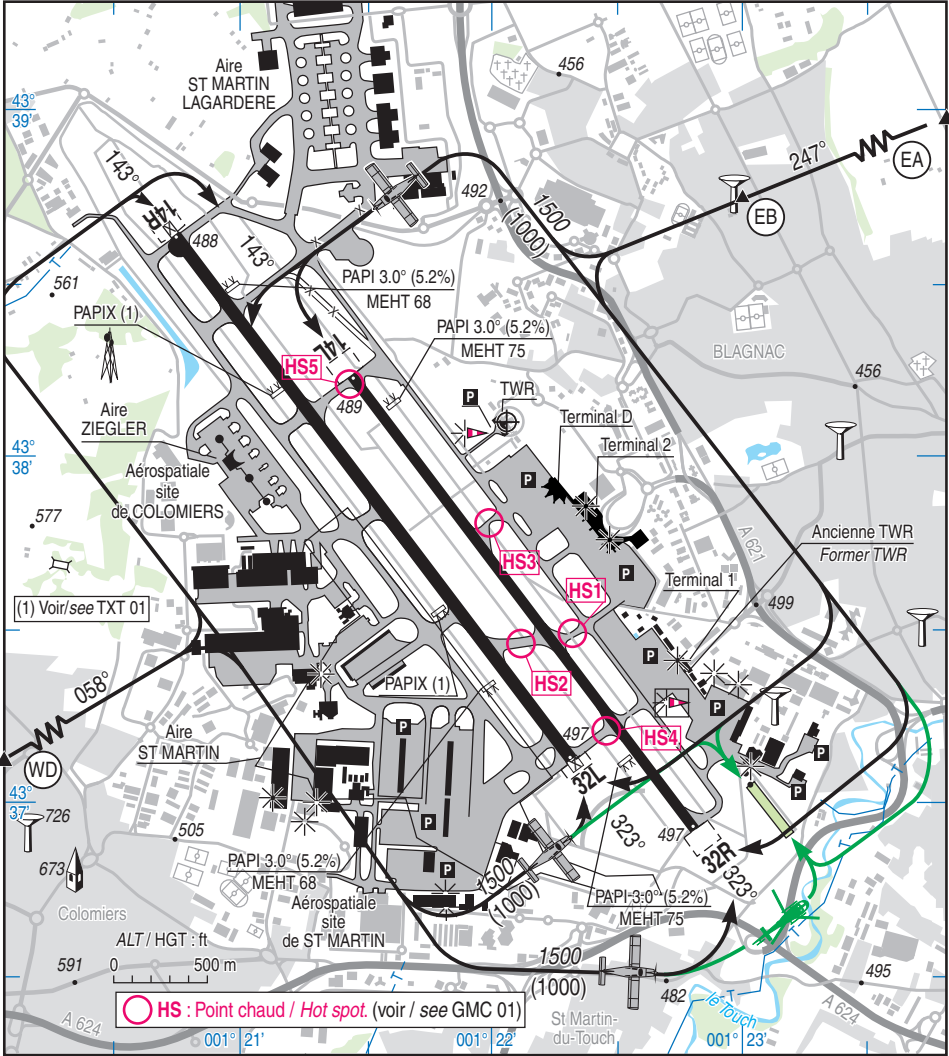 Aire
ST MARTIN
LAGARDERE
456
43°
39'
247°
EA
EB
492
1500
(1000)
143°
14R
488
143°
561
PAPI 3.0° (5.2%)
MEHT 68
PAPIX (1)
PAPI 3.0° (5.2%)
MEHT 75
BLAGNAC
14L
HS5
489
456
P
TWR
Aire
ZIEGLER
Terminal D
Terminal 2
43°
38'
Aérospatiale
site
de COLOMIERS
P
577
A 621
Ancienne TWR
Former TWR
HS3
P
Terminal 1
HS1
499
(1) Voir/see TXT 01
P
HS2
PAPIX (1)
058°
P
P
Aire
ST MARTIN
497
HS4
P
WD
32L
P
43°
37'
726
323°
P
505
497
32R
673
PAPI 3.0° (5.2%)
MEHT 68
P
1500
(1000)
323°
PAPI 3.0° (5.2%)
MEHT 75
Colomiers
Aérospatiale
site
de ST MARTIN
ALT / HGT : ft
0
500 m
1500
(1000)
591
482
495
HS : Point chaud / Hot spot. (voir / see GMC 01)
le Touch
St Martin-
du-Touch
A 624
A 624
001° 21'
001° 22'
001° 23'